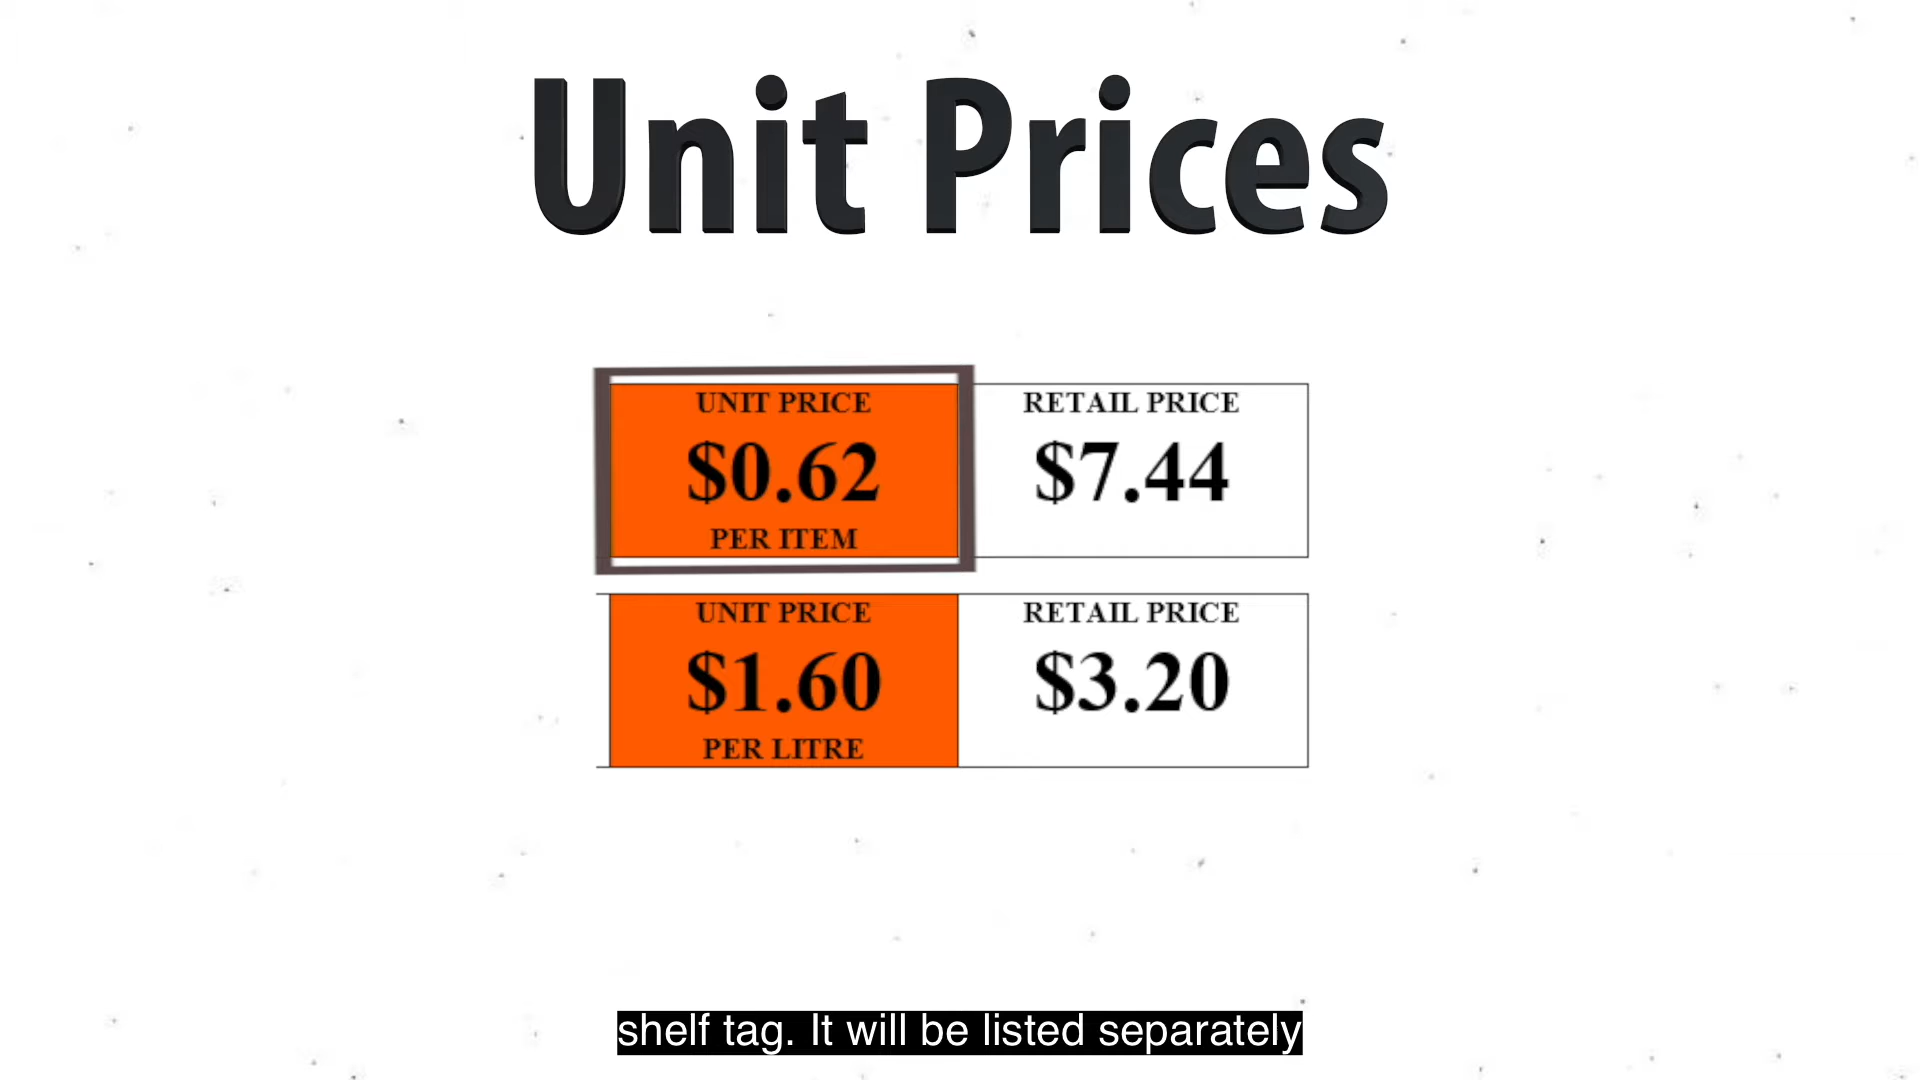 Unit Prices
UNIT PRICE
$0.62
PER ITEM
RETAIL PRICE
$7.44
UNIT PRICE
$1.60
PER LITRE
RETAIL PRICE
$3.20
shelf tag. It will be listed separately